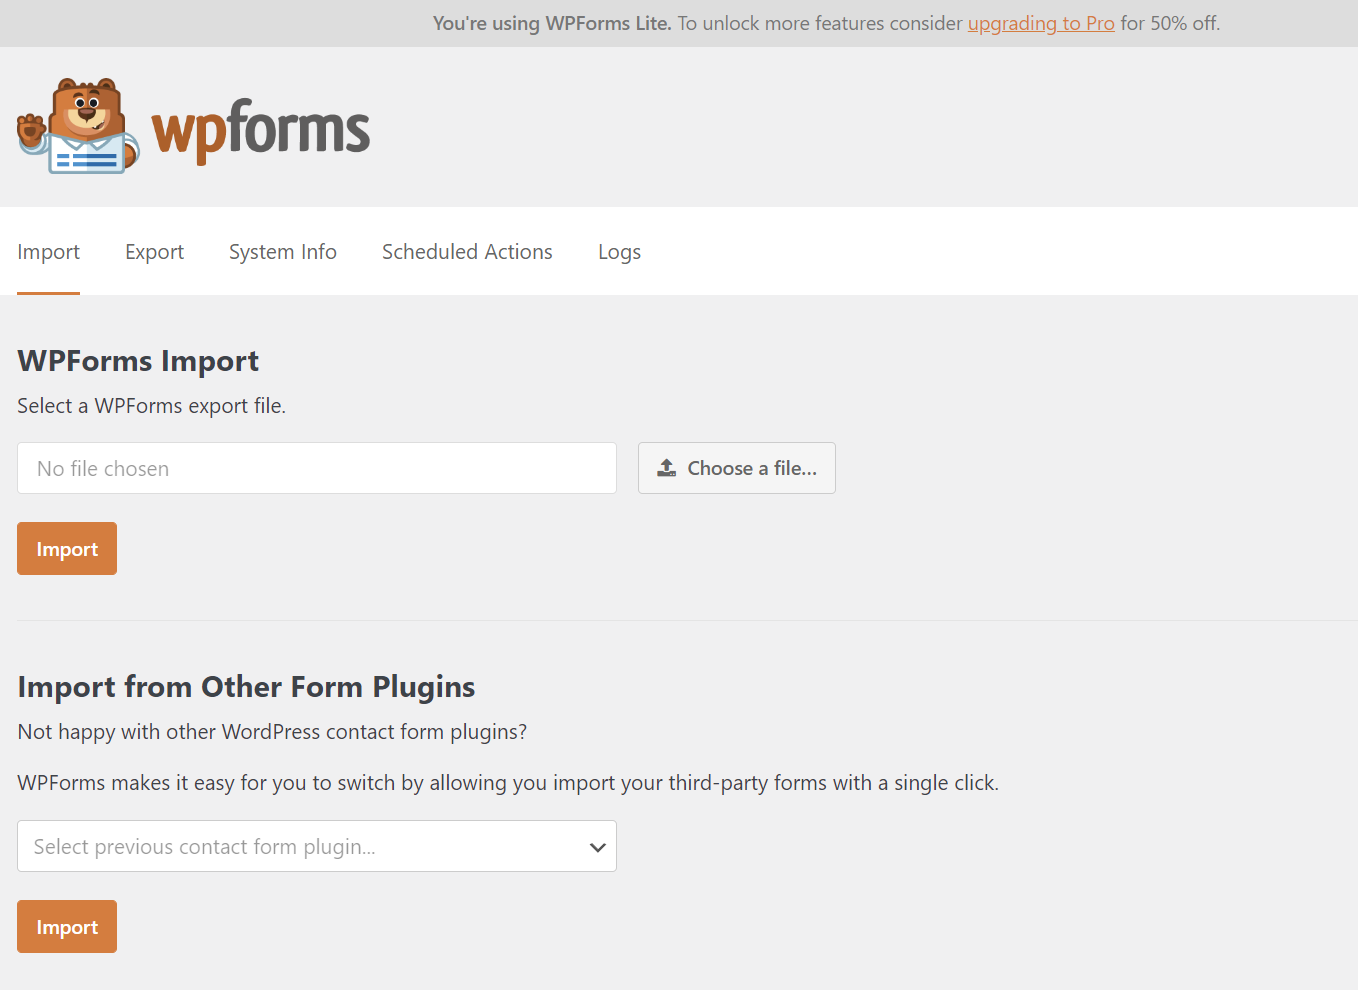 You're using WPForms Lite. To unlock more features consider upgrading to Pro for 50% off.
wpforms
Import Export System Info Scheduled Actions Logs
WPForms Import
Select a WPForms export file.
No file chosen Choose a file...
Import
Import from Other Form Plugins
Not happy with other WordPress contact form plugins?
WPForms makes it easy for you to switch by allowing you import your third-party forms with a single click.
Select previous contact form plugin...
Import